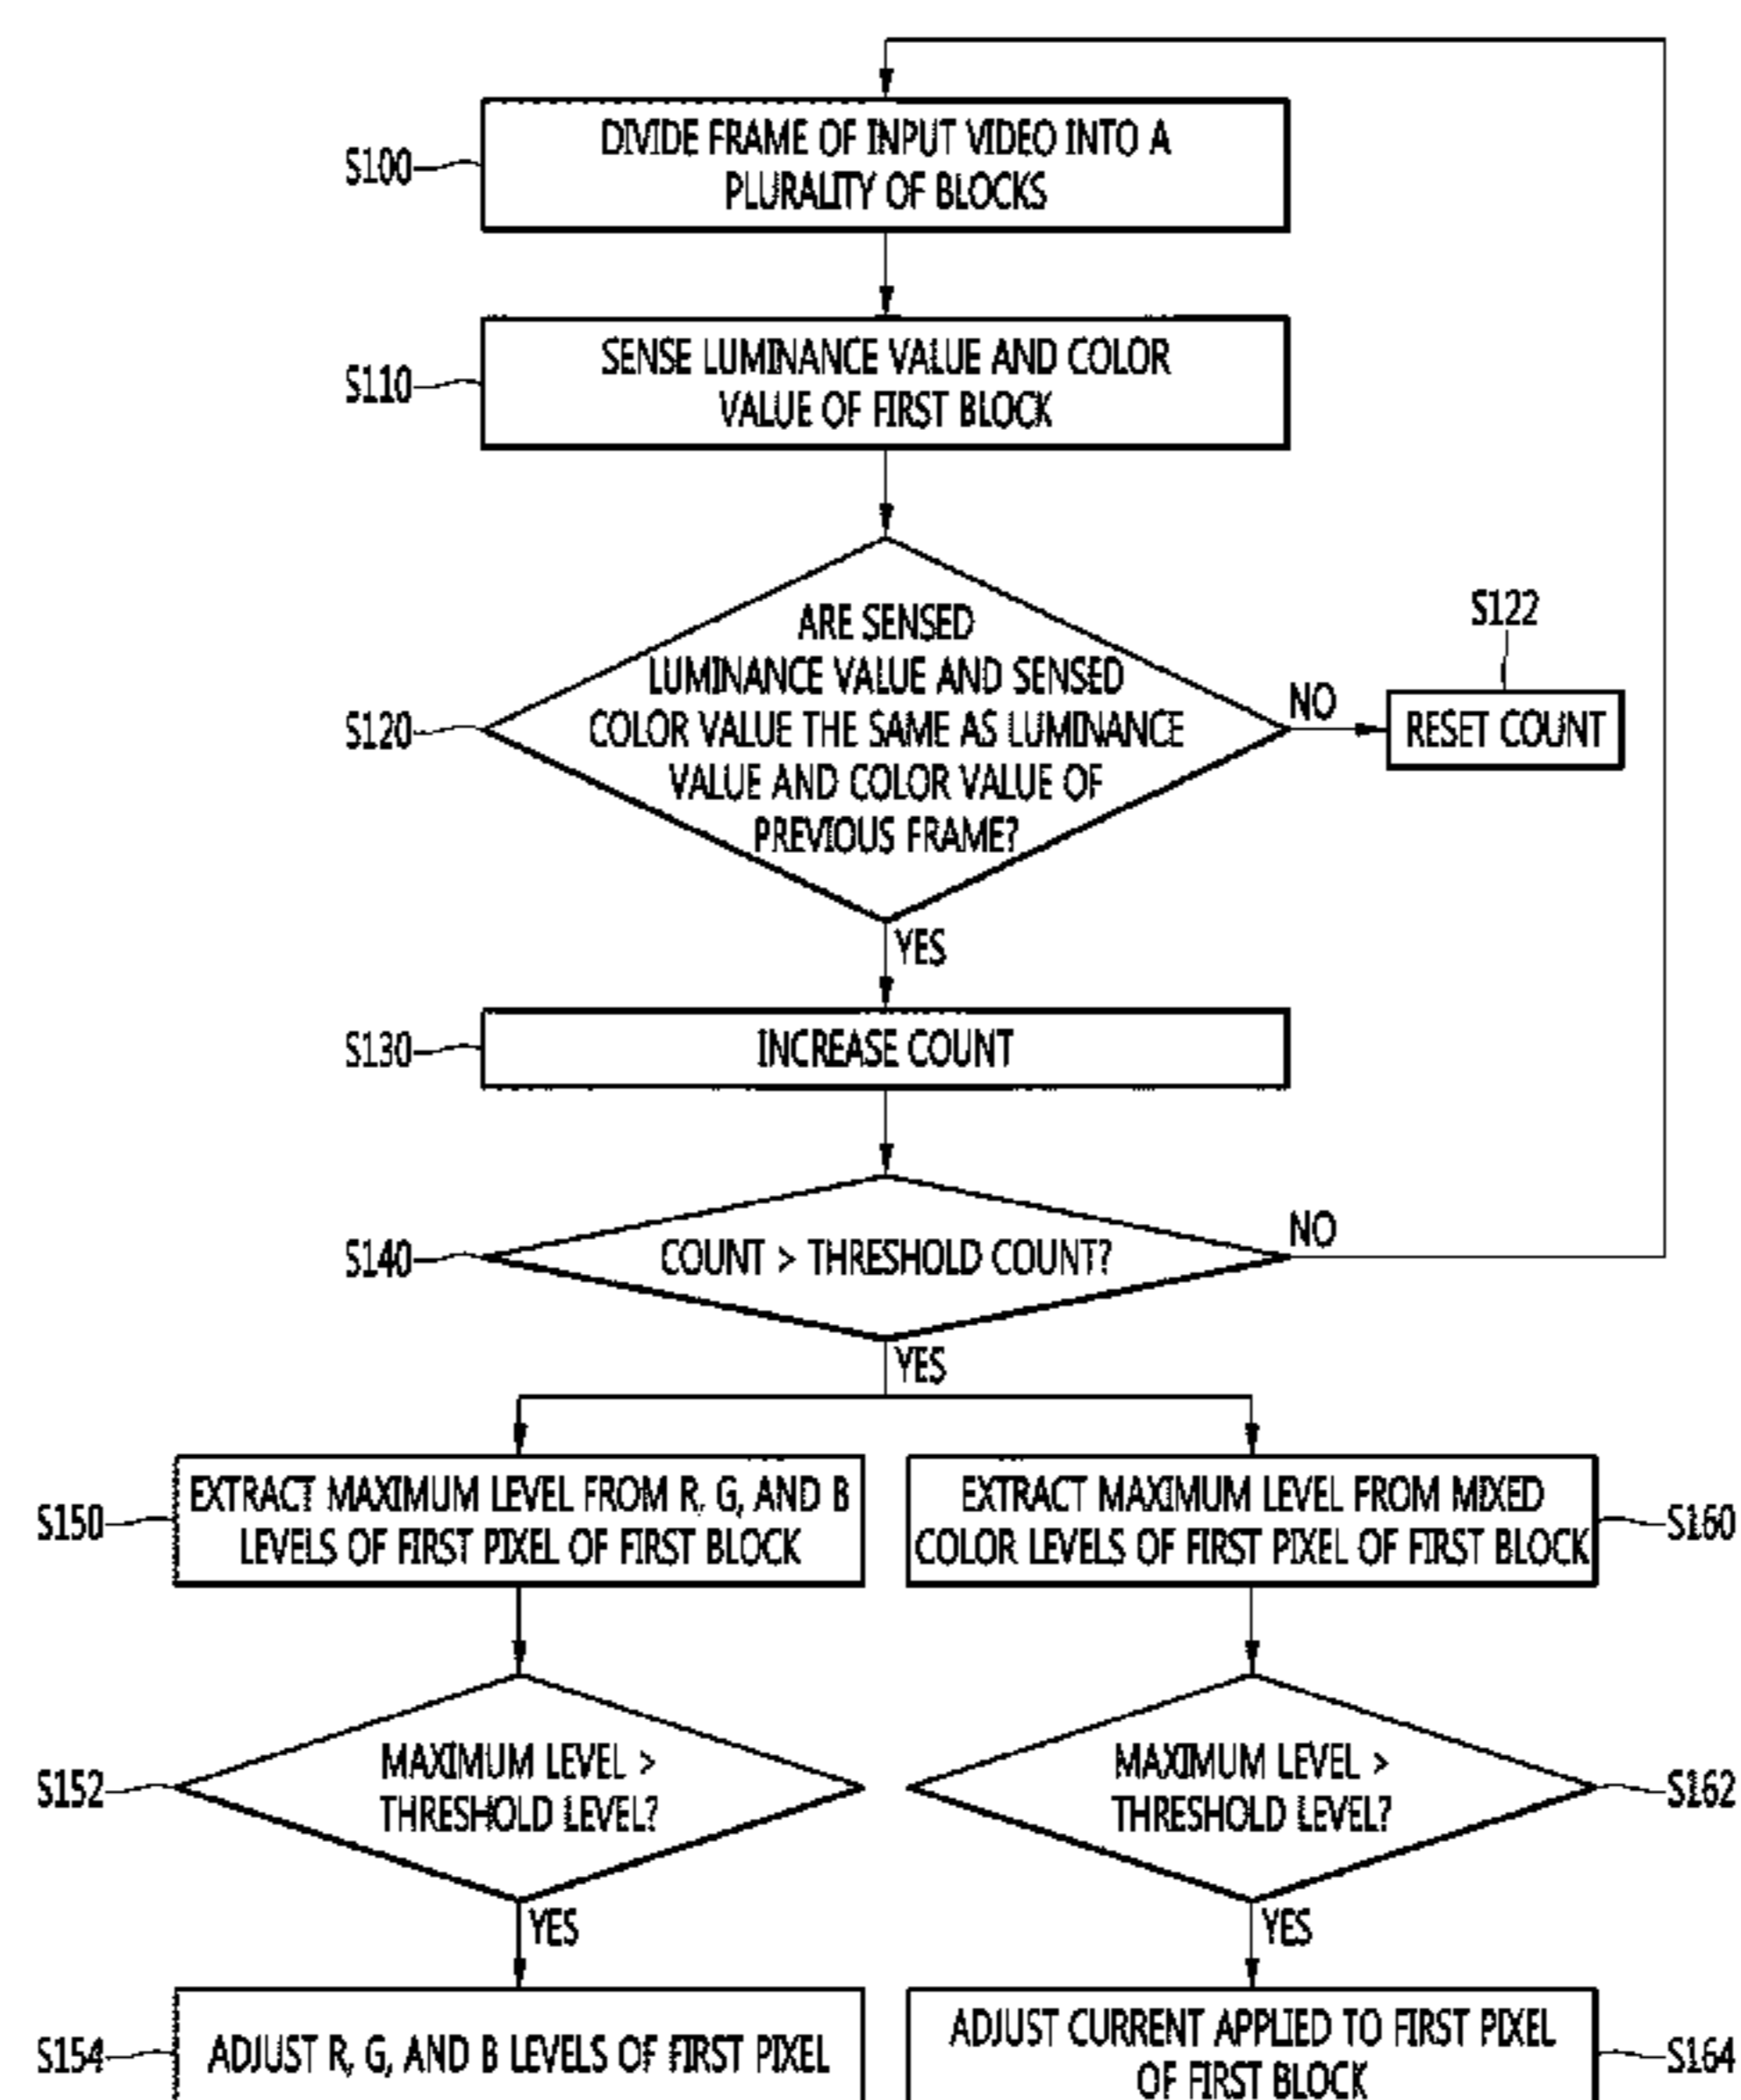 S100
DIVIDE FRAME OF INPUT VIDEO INTO A
PLURALITY OF BLOCKS
S110
SENSE LUMINANCE VALUE AND COLOR
VALUE OF FIRST BLOCK
S120
ARE SENSED
LUMINANCE VALUE AND SENSED
COLOR VALUE THE SAME AS LUMINANCE
VALUE AND COLOR VALUE OF
PREVIOUS FRAME?
NO
S122
RESET COUNT
YES
S130
INCREASE COUNT
S140
COUNT > THRESHOLD COUNT?
NO
YES
S150
EXTRACT MAXIMUM LEVEL FROM R, G, AND B
LEVELS OF FIRST PIXEL OF FIRST BLOCK
EXTRACT MAXIMUM LEVEL FROM MIXED
COLOR LEVELS OF FIRST PIXEL OF FIRST BLOCK
S160
S152
MAXIMUM LEVEL >
THRESHOLD LEVEL?
MAXIMUM LEVEL >
THRESHOLD LEVEL?
S162
YES
YES
S154
ADJUST R, G, AND B LEVELS OF FIRST PIXEL
ADJUST CURRENT APPLIED TO FIRST PIXEL
OF FIRST BLOCK
S164